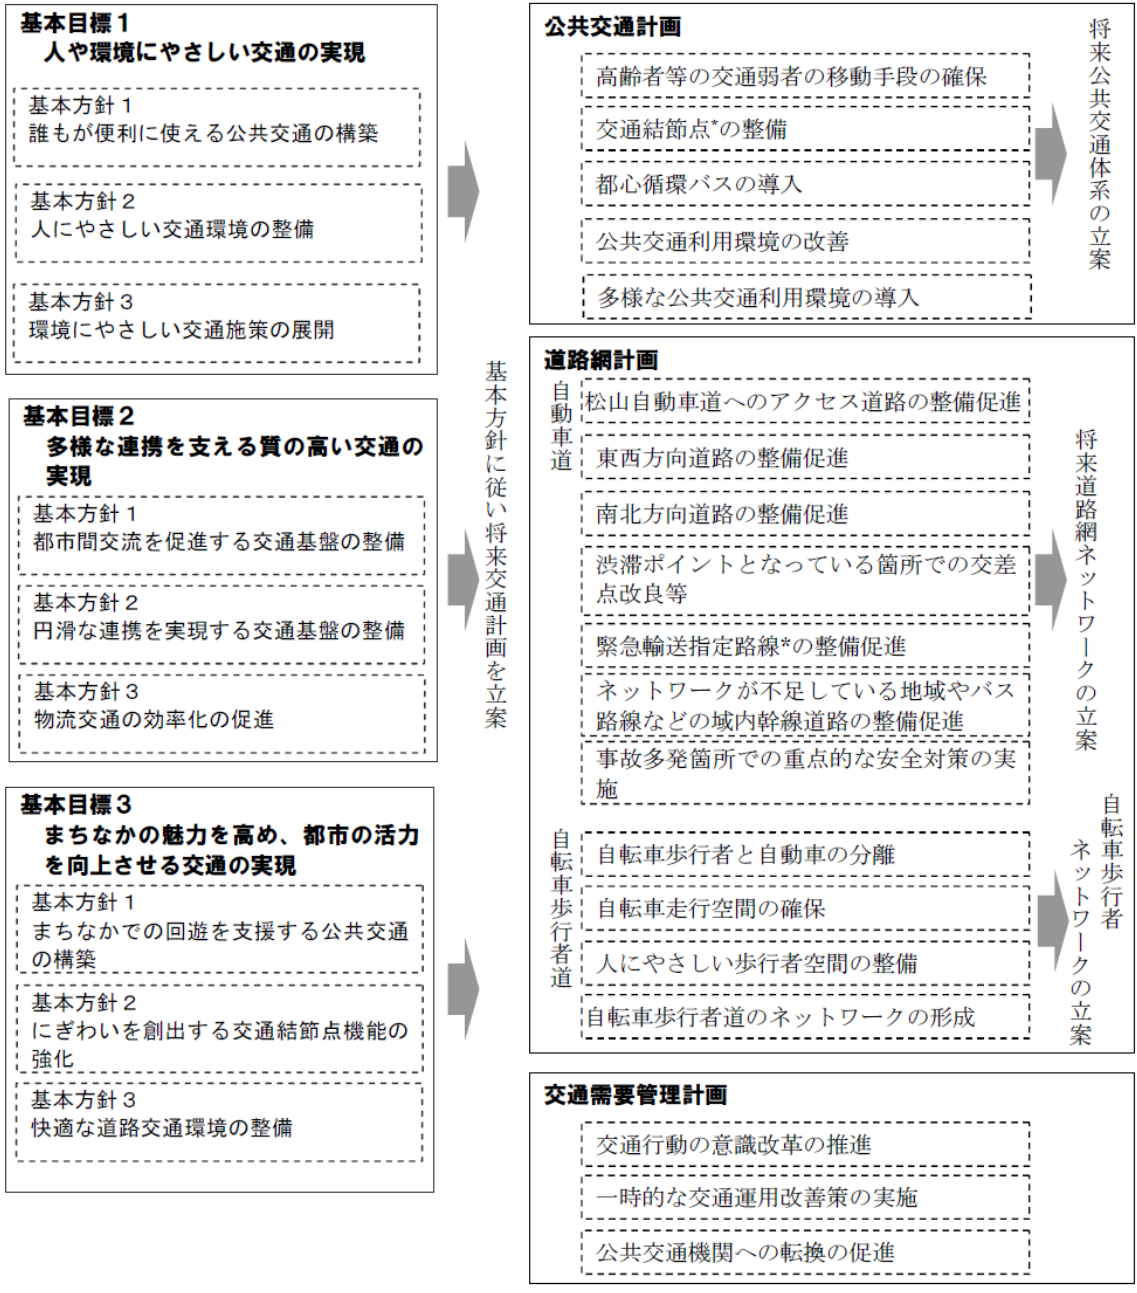 基本目標１
人や環境にやさしい交通の実現
基本方針１
誰もが便利に使える公共交通の構築
基本方針２
人にやさしい交通環境の整備
基本方針３
環境にやさしい交通施策の展開
基本目標２
多様な連携を支える質の高い交通の
実現
基本方針１
都市間交流を促進する交通基盤の整備
基本方針２
円滑な連携を実現する交通基盤の整備
基本方針３
物流交通の効率化の促進
基本目標３
まちなかの魅力を高め、都市の活力
を向上させる交通の実現
基本方針１
まちなかでの回遊を支援する公共交通
の構築
基本方針２
にぎわいを創出する交通結節点機能の
強化
基本方針３
快適な道路交通環境の整備
基本方針に従い将来交通計画を立案
公共交通計画
高齢者等の交通弱者の移動手段の確保
交通結節点*の整備
都心循環バスの導入
公共交通利用環境の改善
多様な公共交通利用環境の導入
将来公共交通体系の立案
道路網計画
自動車道
松山自動車道へのアクセス道路の整備促進
東西方向道路の整備促進
南北方向道路の整備促進
渋滞ポイントとなっている箇所での交差
点改良等
緊急輸送指定路線*の整備促進
ネットワークが不足している地域やバス
路線などの域内幹線道路の整備促進
事故多発箇所での重点的な安全対策の実
施
将来道路網ネットワークの立案
自転車歩行者道
自転車歩行者と自動車の分離
自転車走行空間の確保
人にやさしい歩行者空間の整備
自転車歩行者道のネットワークの形成
自転車歩行者
ネットワークの立案
交通需要管理計画
交通行動の意識改革の推進
一時的な交通運用改善策の実施
公共交通機関への転換の促進